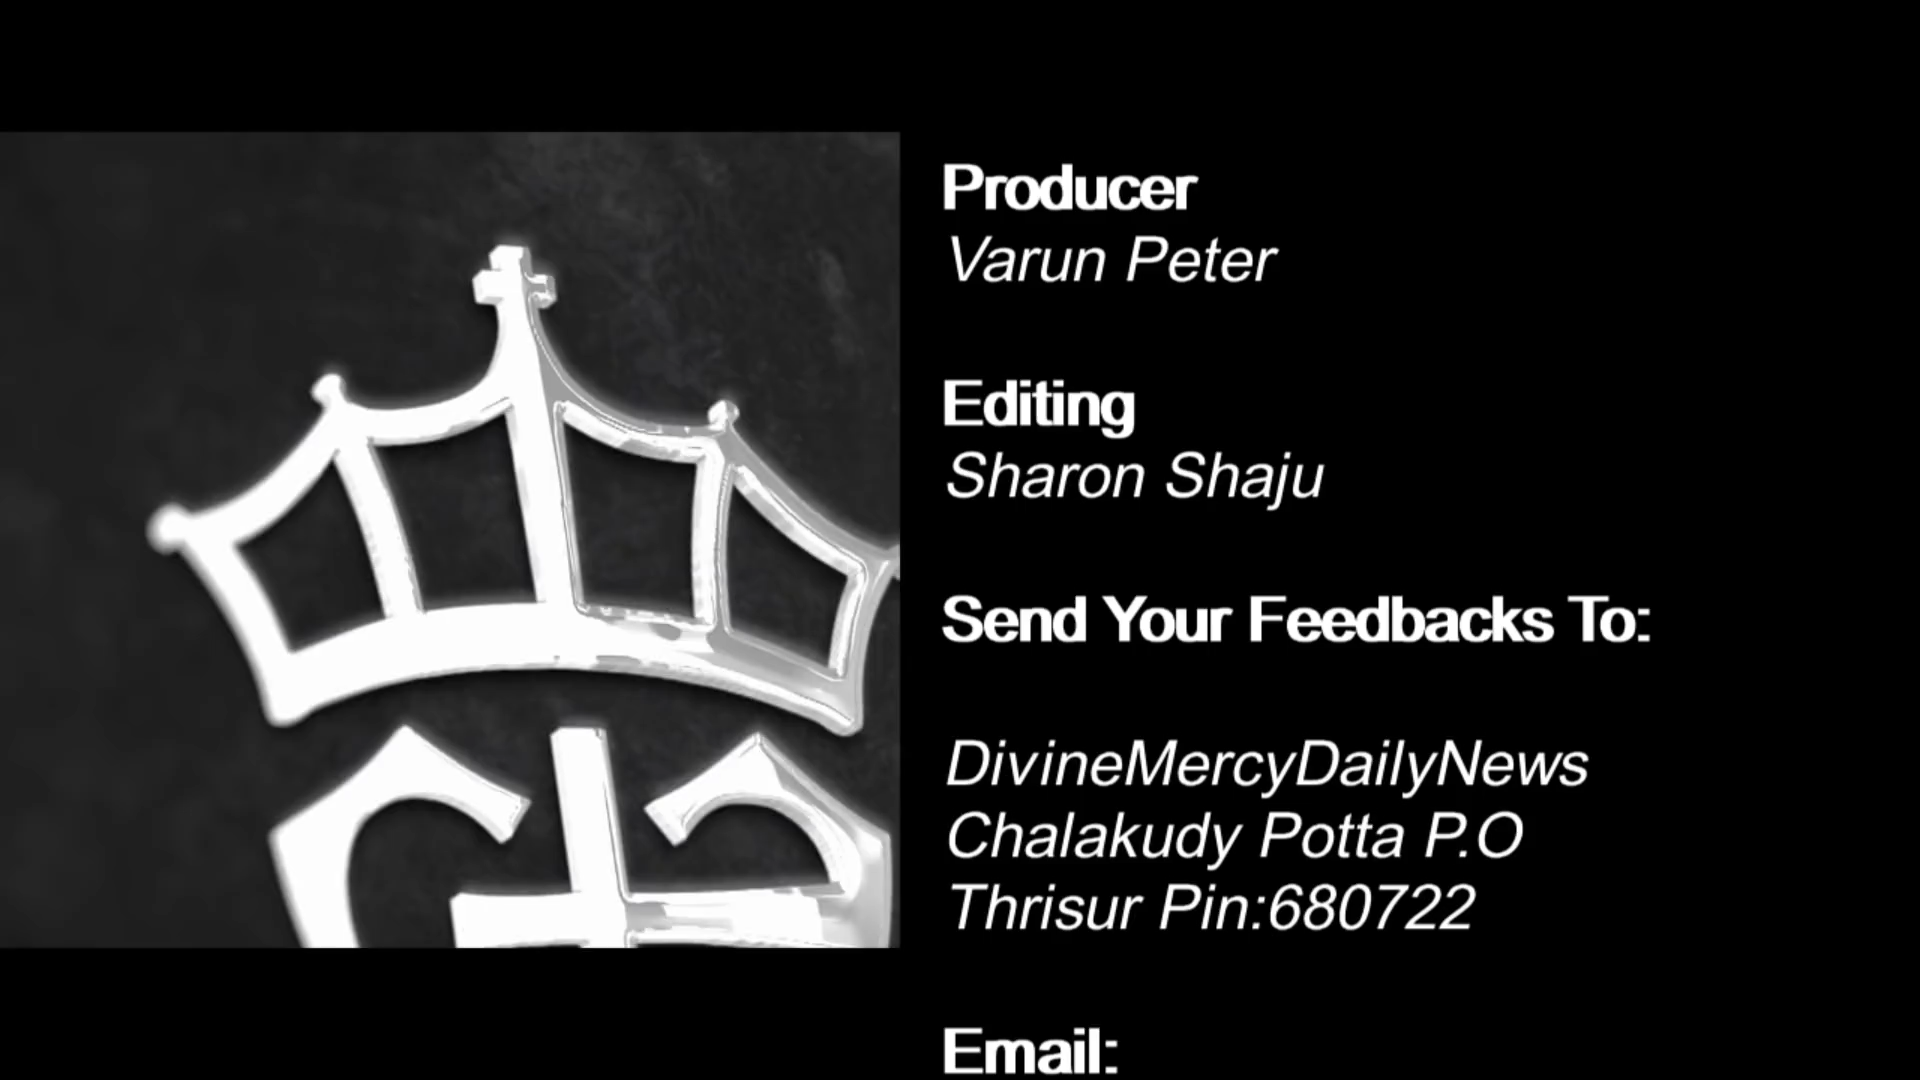 Producer
Varun Peter
Editing
Sharon Shaju
Send Your Feedbacks To:
DivineMercyDailyNews
Chalakudy Potta P.O
Thrisur Pin:680722
Email: